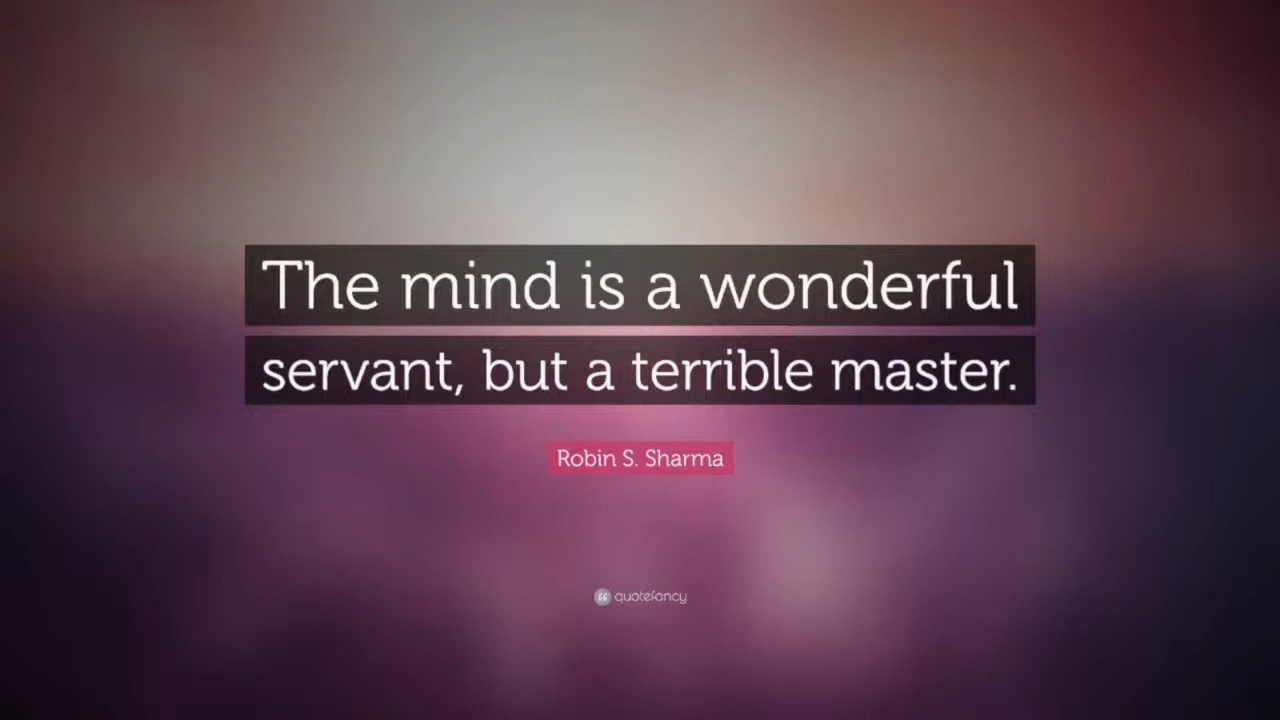 The mind is a wonderful
servant, but a terrible master.
Robin S. Sharma
quotefancy